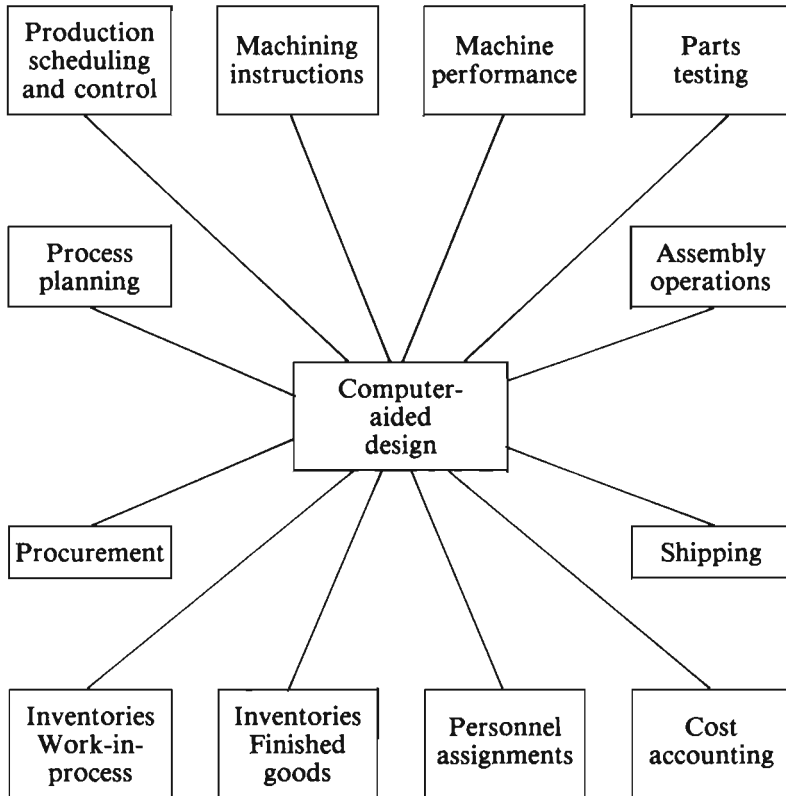 Production
scheduling
and control
Machining
instructions
Machine
performance
Parts
testing
Process
planning
Assembly
operations
Computer-
aided
design
Procurement
Shipping
Inventories
Work-in-
process
Inventories
Finished
goods
Personnel
assignments
Cost
accounting